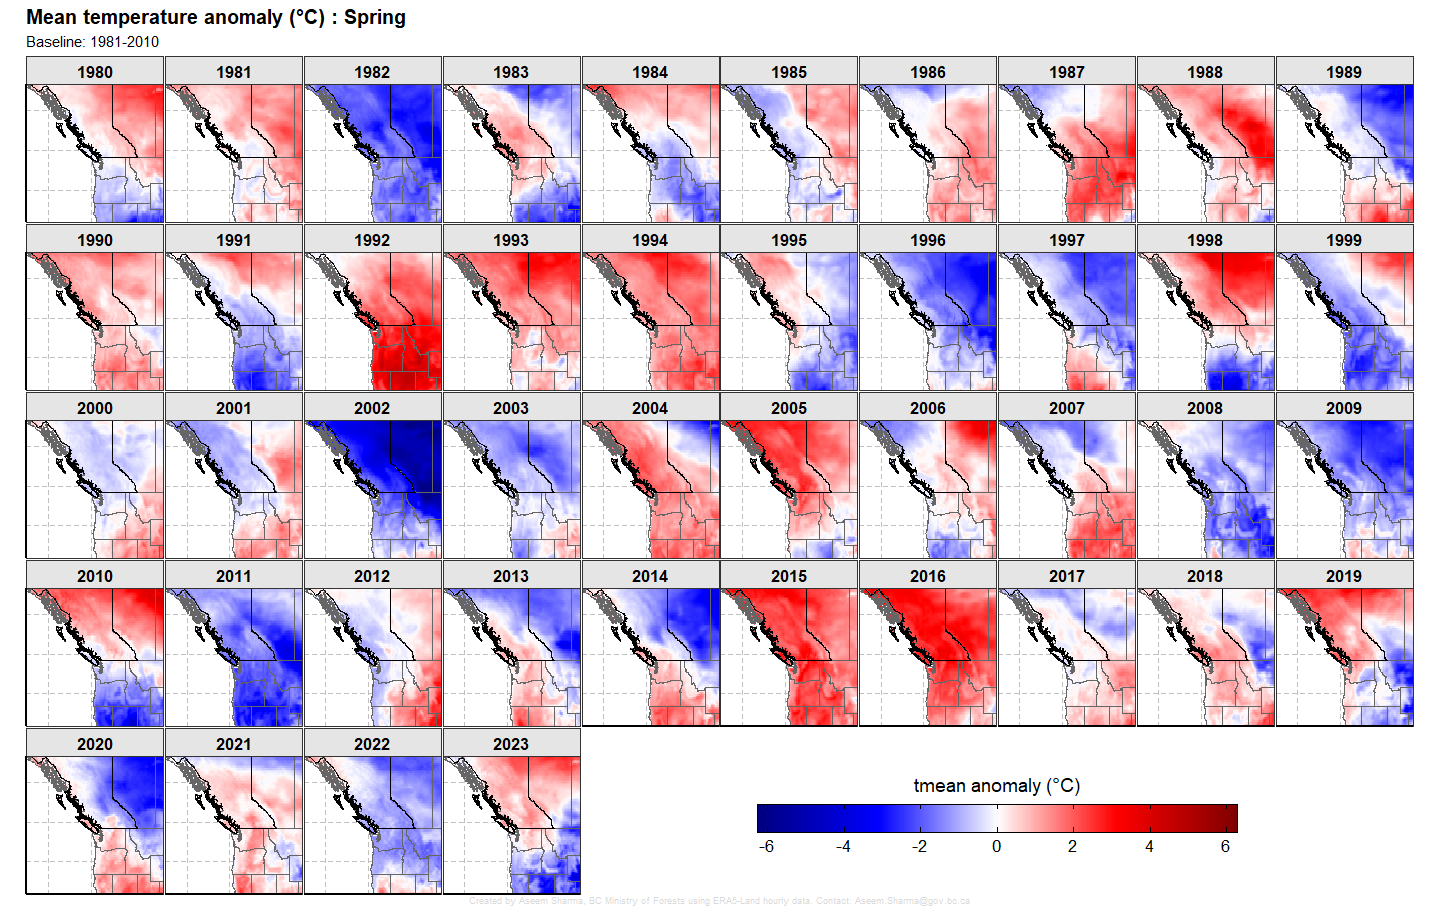 Mean temperature anomaly (°C) : Spring
Baseline: 1981-2010
1980 1981 1982 1983 1984 1985 1986 1987 1988 1989
1990 1991 1992 1993 1994 1995 1996 1997 1998 1999
2000 2001 2002 2003 2004 2005 2006 2007 2008 2009
2010 2011 2012 2013 2014 2015 2016 2017 2018 2019
2020 2021 2022 2023
tmean anomaly (°C)
-6 -4 -2 0 2 4 6
Created by Aseem Sharma, BC Ministry of Forests using ERA5-Land hourly data. Contact: Aseem.Sharma@gov.bc.ca